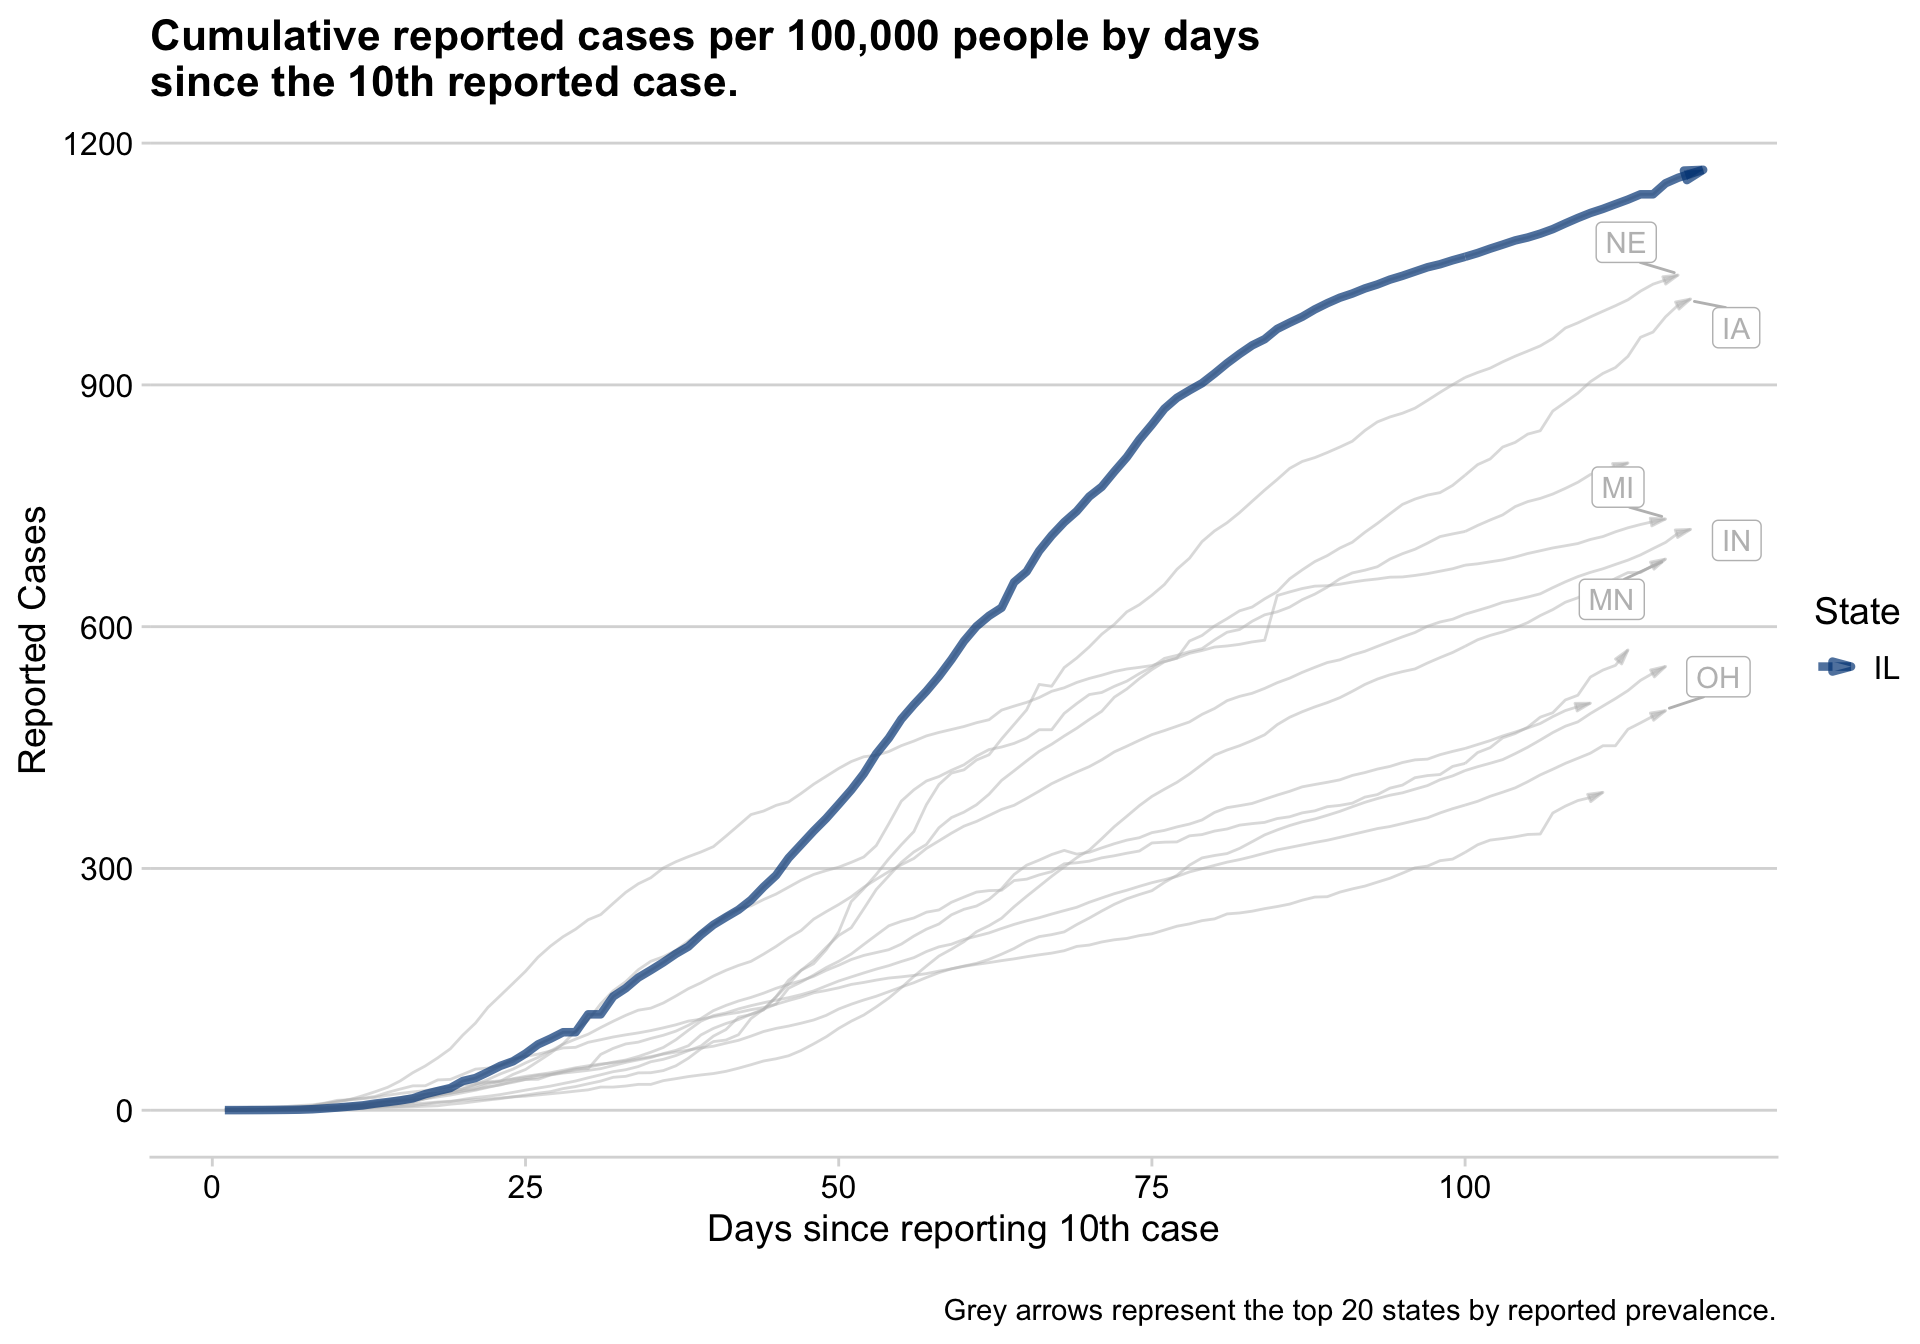 Cumulative reported cases per 100,000 people by days
since the 10th reported case.
1200
900
600
300
0
Reported Cases
NE
IA
MI
IN
MN
OH
State
IL
0 25 50 75 100
Days since reporting 10th case
Grey arrows represent the top 20 states by reported prevalence.